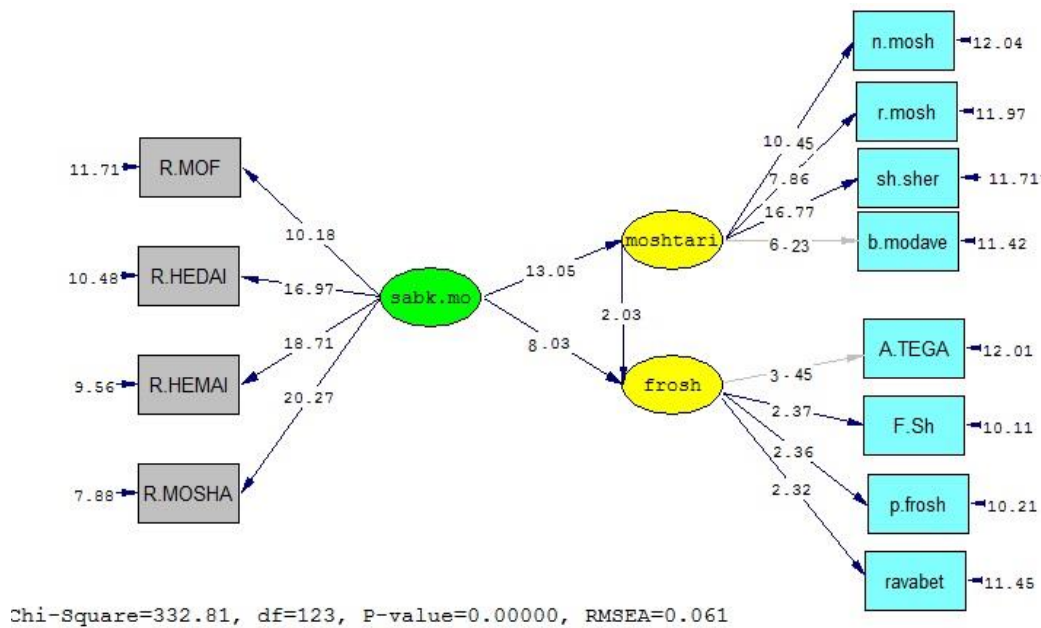 n.mosh
12.04
r.mosh
11.97
10.45
7.86
11.71
R.MOF
sh.sher
11.71
16.77
10.18
moshtari
6.23
b.modave
11.42
10.48
R.HEDAI
16.97
13.05
sabk.mo
2.03
18.71
8.03
A.TEGA
12.01
3.45
9.56
R.HEMAI
frosh
20.27
2.37
F.Sh
10.11
2.36
2.32
7.88
R.MOSHA
p.frosh
10.21
ravabet
11.45
Chi-Square=332.81, df=123, P-value=0.00000, RMSEA=0.061